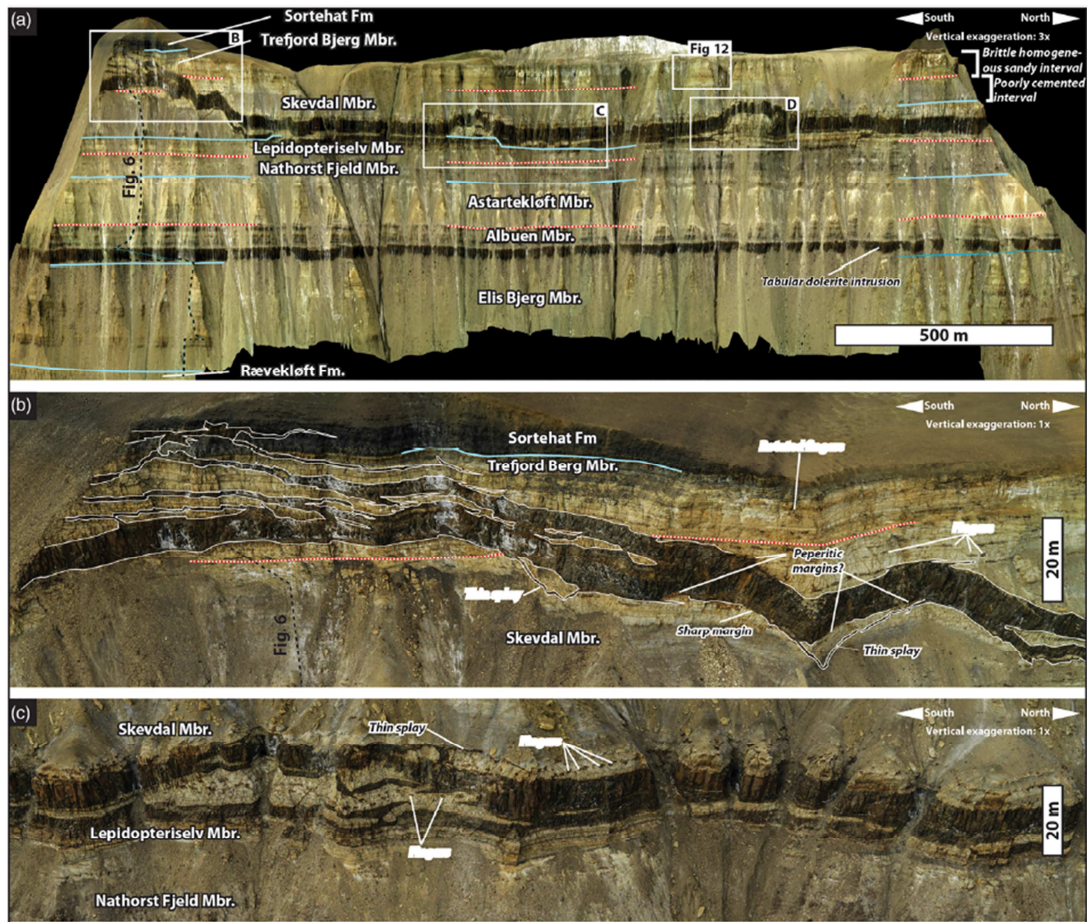 (a)
South North
Vertical exaggeration: 3x
Sortehat Fm
B
Trefjord Bjerg Mbr.
Fig 12
Brittle homogene-
ous sandy interval
Poorly cemented
interval
Skevdal Mbr.
C
D
Lepidopteriselv Mbr.
Nathorst Fjeld Mbr.
Fig. 6
Astartekløft Mbr.
Albuen Mbr.
Tabular dolerite intrusion
Elis Bjerg Mbr.
500 m
Rævekløft Fm.
(b)
South North
Vertical exaggeration: 1x
Sortehat Fm
Trefjord Berg Mbr.
Peperitic
margins?
20 m
Thin splay
Sharp margin
Skevdal Mbr.
Thin splay
Fig. 6
(c)
South North
Vertical exaggeration: 1x
Skevdal Mbr.
Thin splay
Lepidopteriselv Mbr.
20 m
Nathorst Fjeld Mbr.